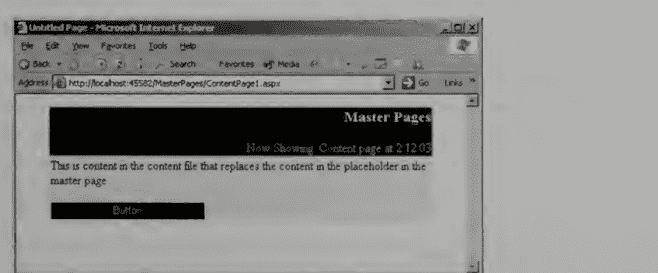 Untitled Page - Microsoft Internet Explorer
File Edit View Favorites Tools Help
Back Search Favorites Media
Address http://localhost:45582/MasterPages/ContentPage1.aspx Go Links »
Master Pages
Now Showing Content page at 2:12:03
This is content in the content file that replaces the content in the placeholder in the
master page
Button